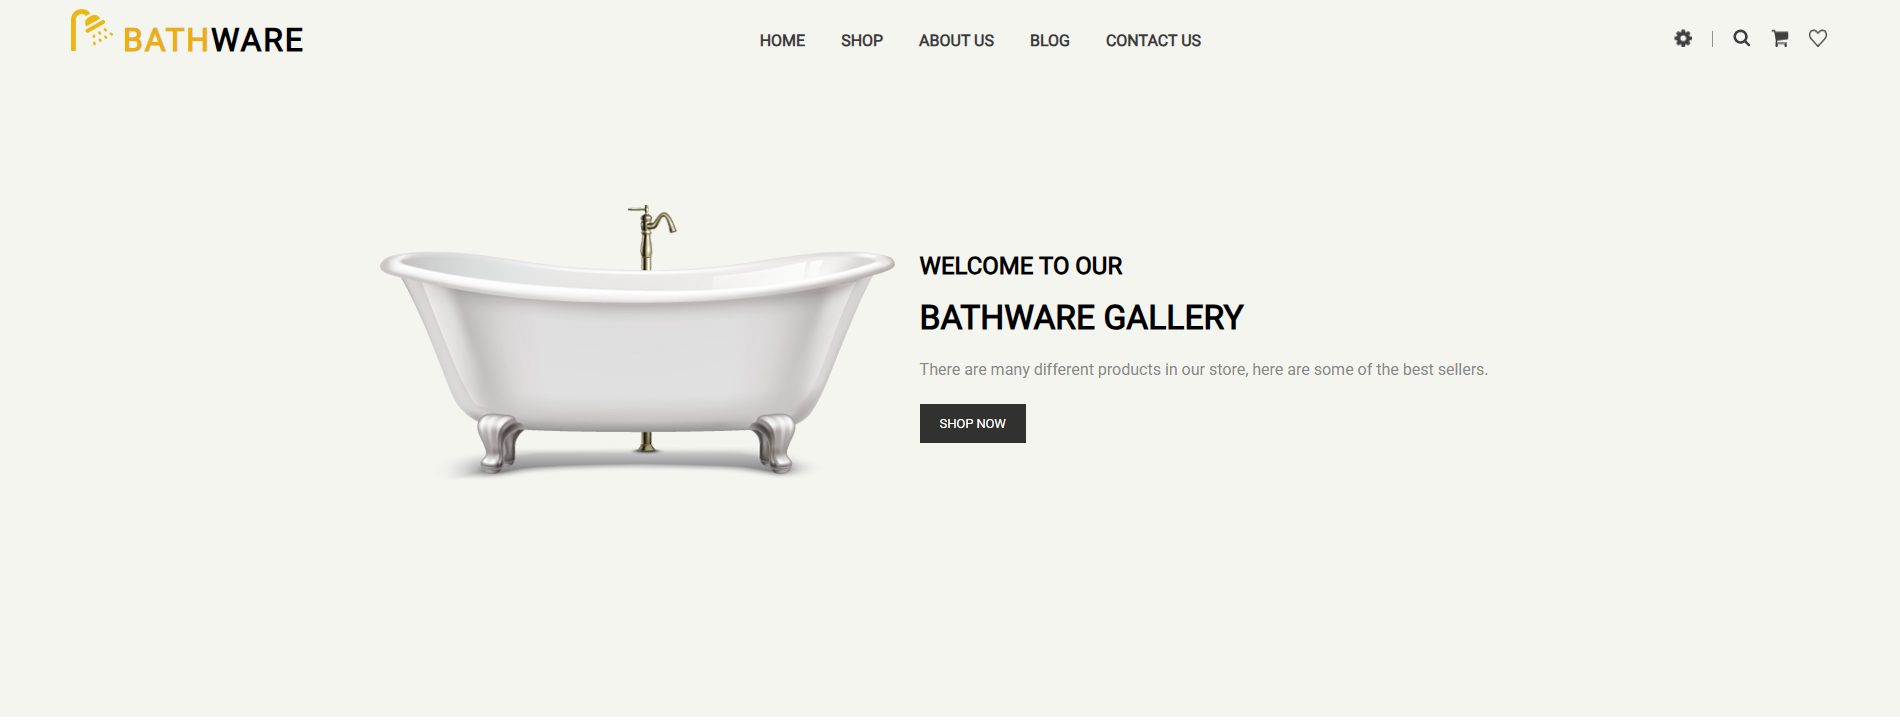 BATHWARE
HOME SHOP ABOUT US BLOG CONTACT US
WELCOME TO OUR
BATHWARE GALLERY
There are many different products in our store, here are some of the best sellers.
SHOP NOW